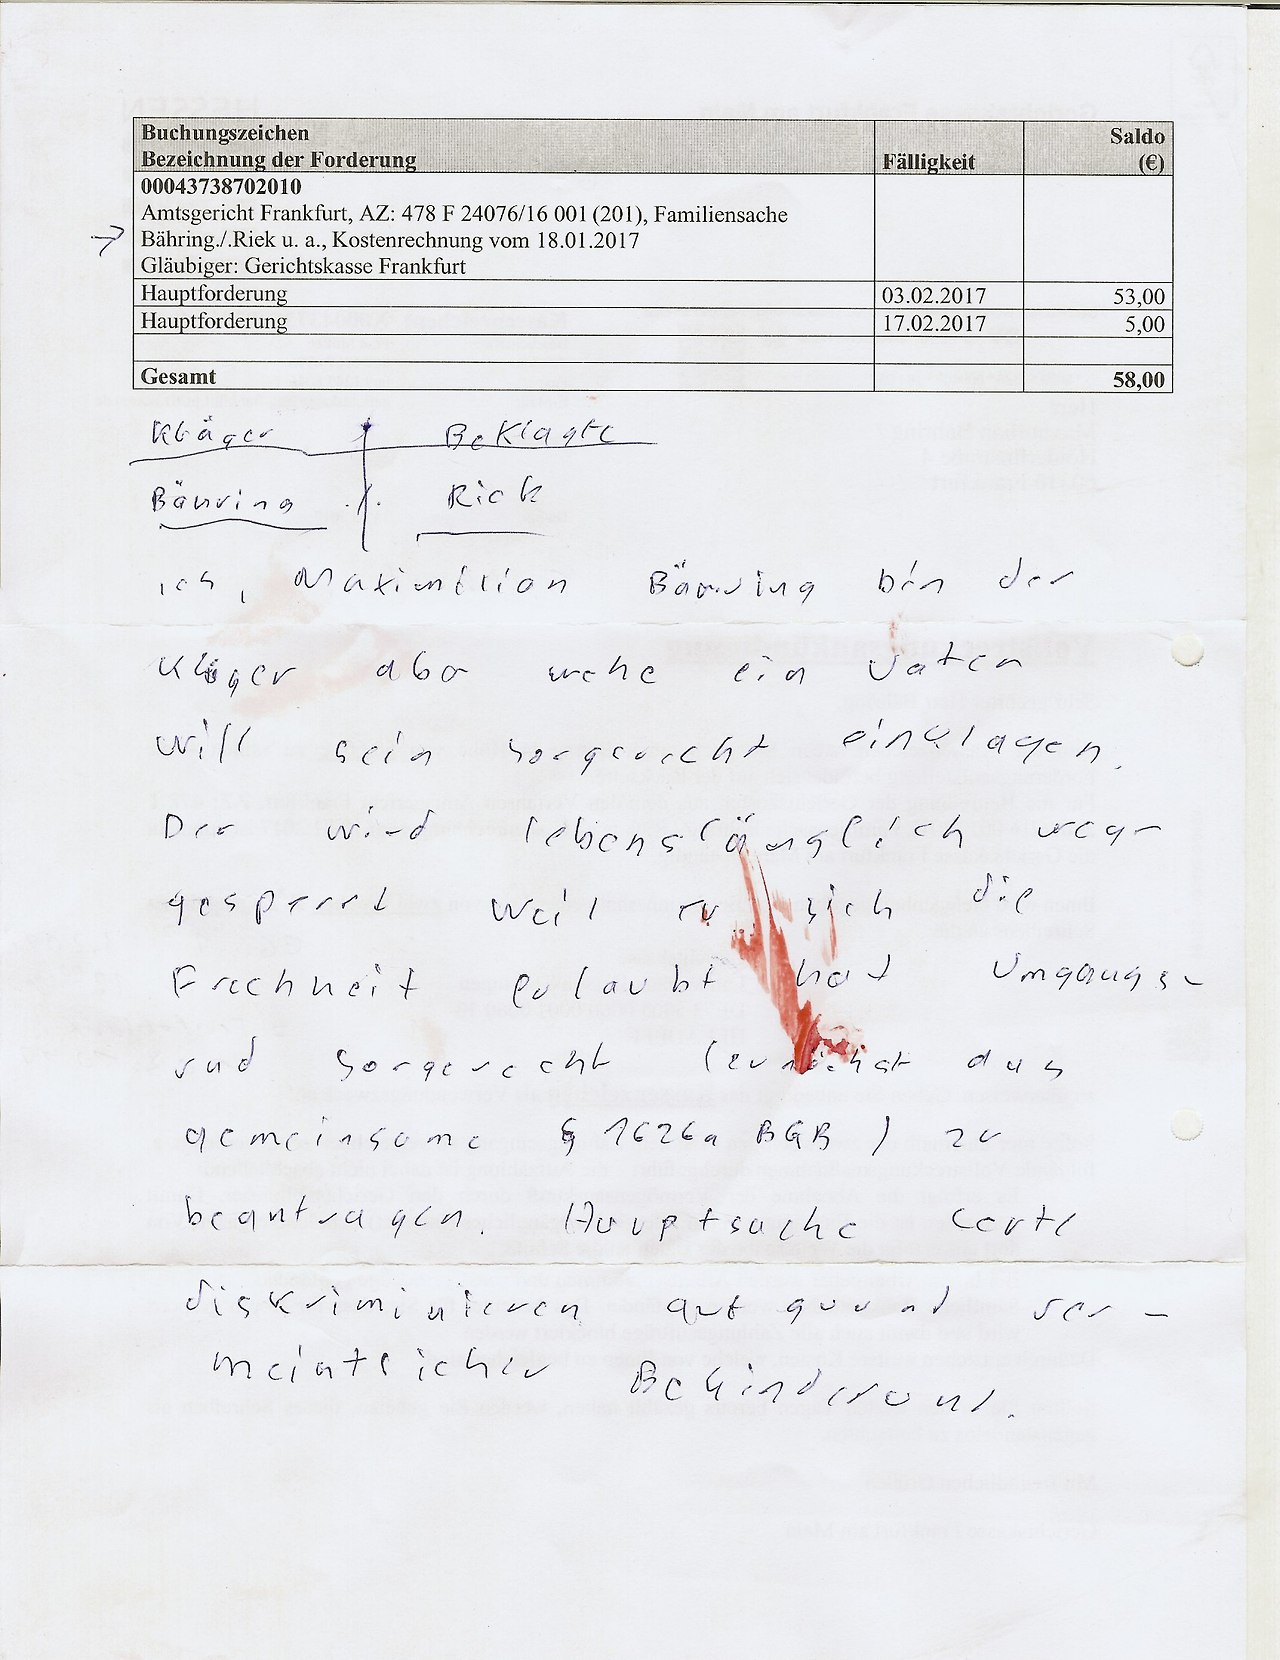 Buchungszeichen
Bezeichnung der Forderung Fälligkeit Saldo (€)
00043738702010
Amtsgericht Frankfurt, AZ: 478 F 24076/16 001 (201), Familiensache
Bähring./.Riek u. a., Kostenrechnung vom 18.01.2017
Gläubiger: Gerichtskasse Frankfurt
Hauptforderung 03.02.2017 53,00
Hauptforderung 17.02.2017 5,00
Gesamt 58,00
Kläger Beklagte
Bähring ./. Riek
ich, Maximilian Bähring bin der
Kläger aber wehe ein Vater
will sein Sorgerecht einklagen.
Der wird lebenslänglich weg-
gesperrt weil er sich die
Frechheit erlaubt hat Umgangs-
und Sorgerecht (zunächst das
gemeinsame § 1626a BGB) zu
beantragen. Hauptsache Leute
diskriminieren aufgrund ver-
meintlicher Behinderung.